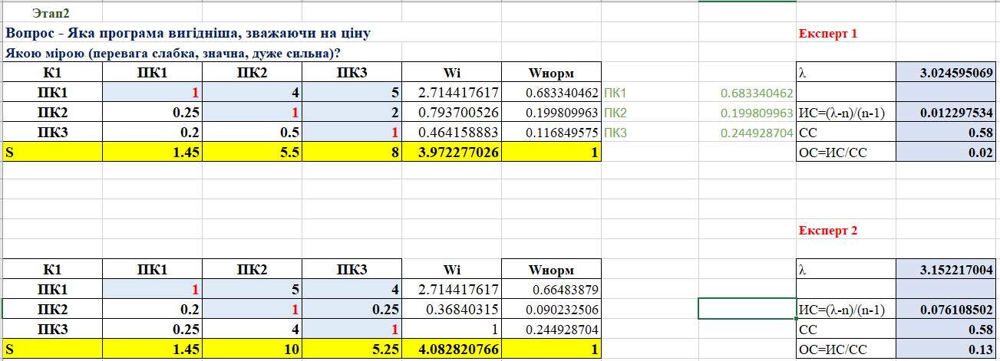 Этап2
Вопрос - Яка програма вигідніша, зважаючи на ціну
Експерт 1
Якою мірою (перевага слабка, значна, дуже сильна)?
К1 ПК1 ПК2 ПК3 Wi Wнорм λ 3.024595069
ПК1 1 4 5 2.714417617 0.683340462 ПК1 0.683340462
ПК2 0.25 1 2 0.793700526 0.199809963 ПК2 0.199809963 ИС=(λ-n)/(n-1) 0.012297534
ПК3 0.2 0.5 1 0.464158883 0.116849575 ПК3 0.244928704 СС 0.58
S 1.45 5.5 8 3.972277026 1 ОС=ИС/СС 0.02
Експерт 2
К1 ПК1 ПК2 ПК3 Wi Wнорм λ 3.152217004
ПК1 1 5 4 2.714417617 0.66483879
ПК2 0.2 1 0.25 0.36840315 0.090232506 ИС=(λ-n)/(n-1) 0.076108502
ПК3 0.25 4 1 1 0.244928704 СС 0.58
S 1.45 10 5.25 4.082820766 1 ОС=ИС/СС 0.13